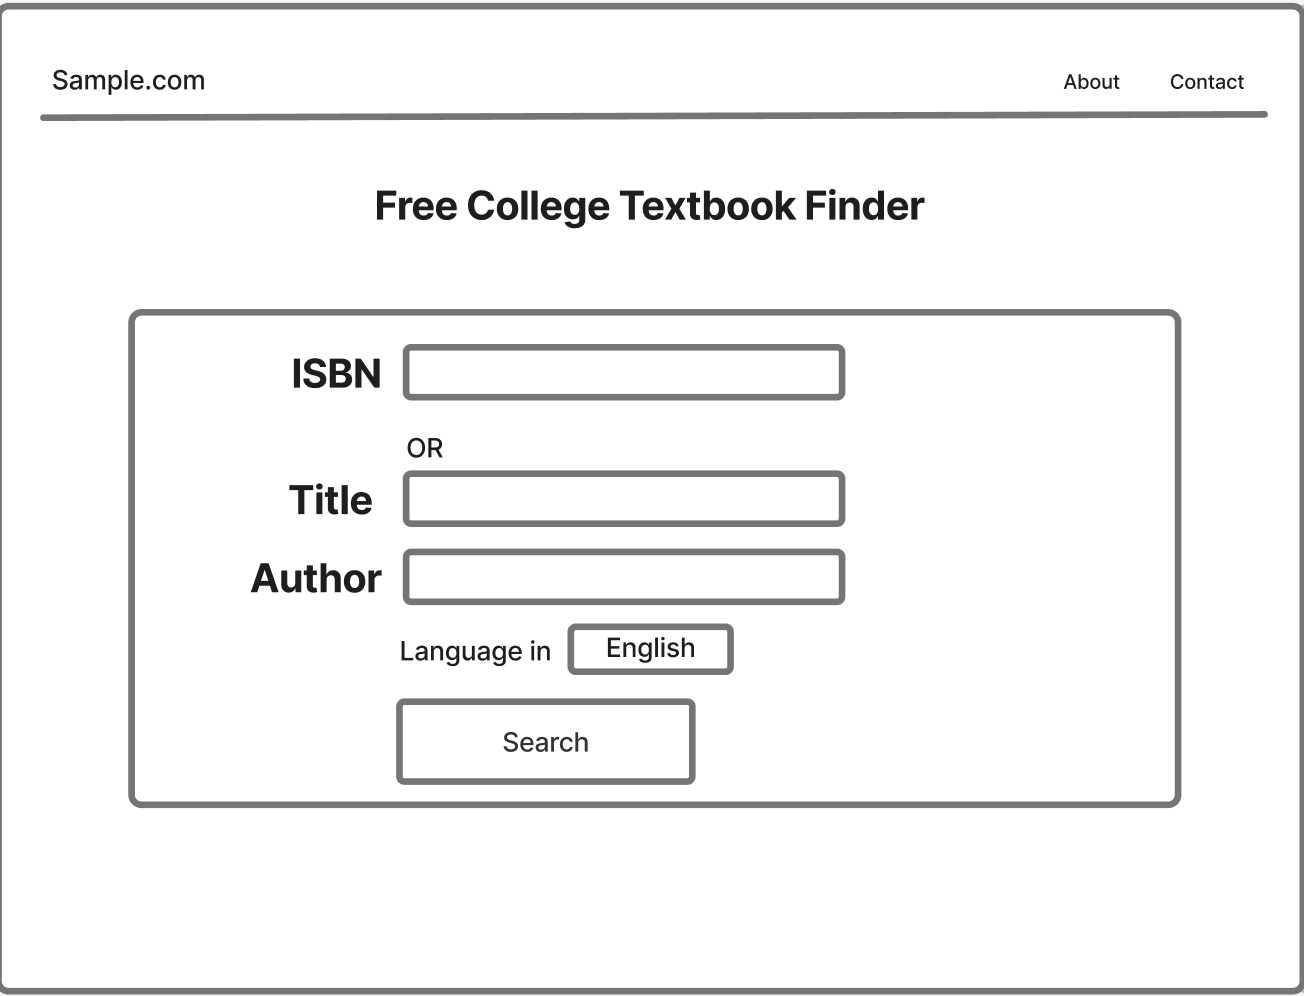 Sample.com About Contact
Free College Textbook Finder
ISBN
OR
Title
Author
Language in English
Search